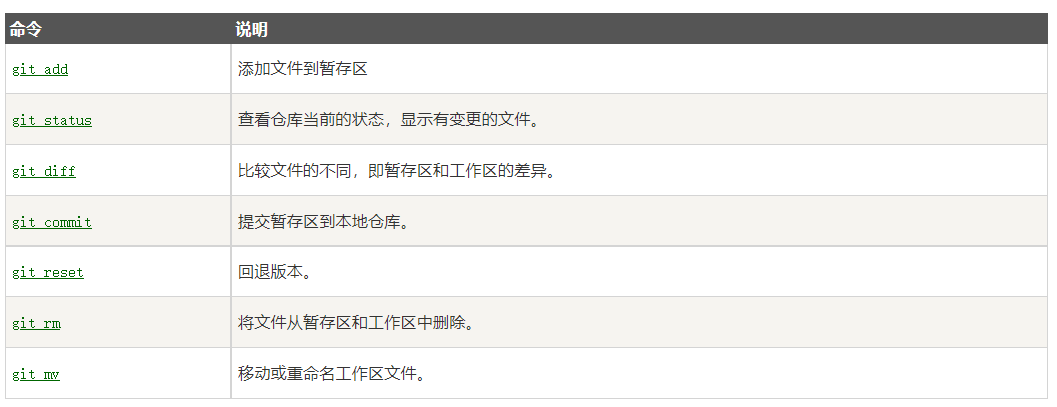 命令 说明
git add 添加文件到暂存区
git status 查看仓库当前的状态，显示有变更的文件。
git diff 比较文件的不同，即暂存区和工作区的差异。
git commit 提交暂存区到本地仓库。
git reset 回退版本。
git rm 将文件从暂存区和工作区中删除。
git mv 移动或重命名工作区文件。